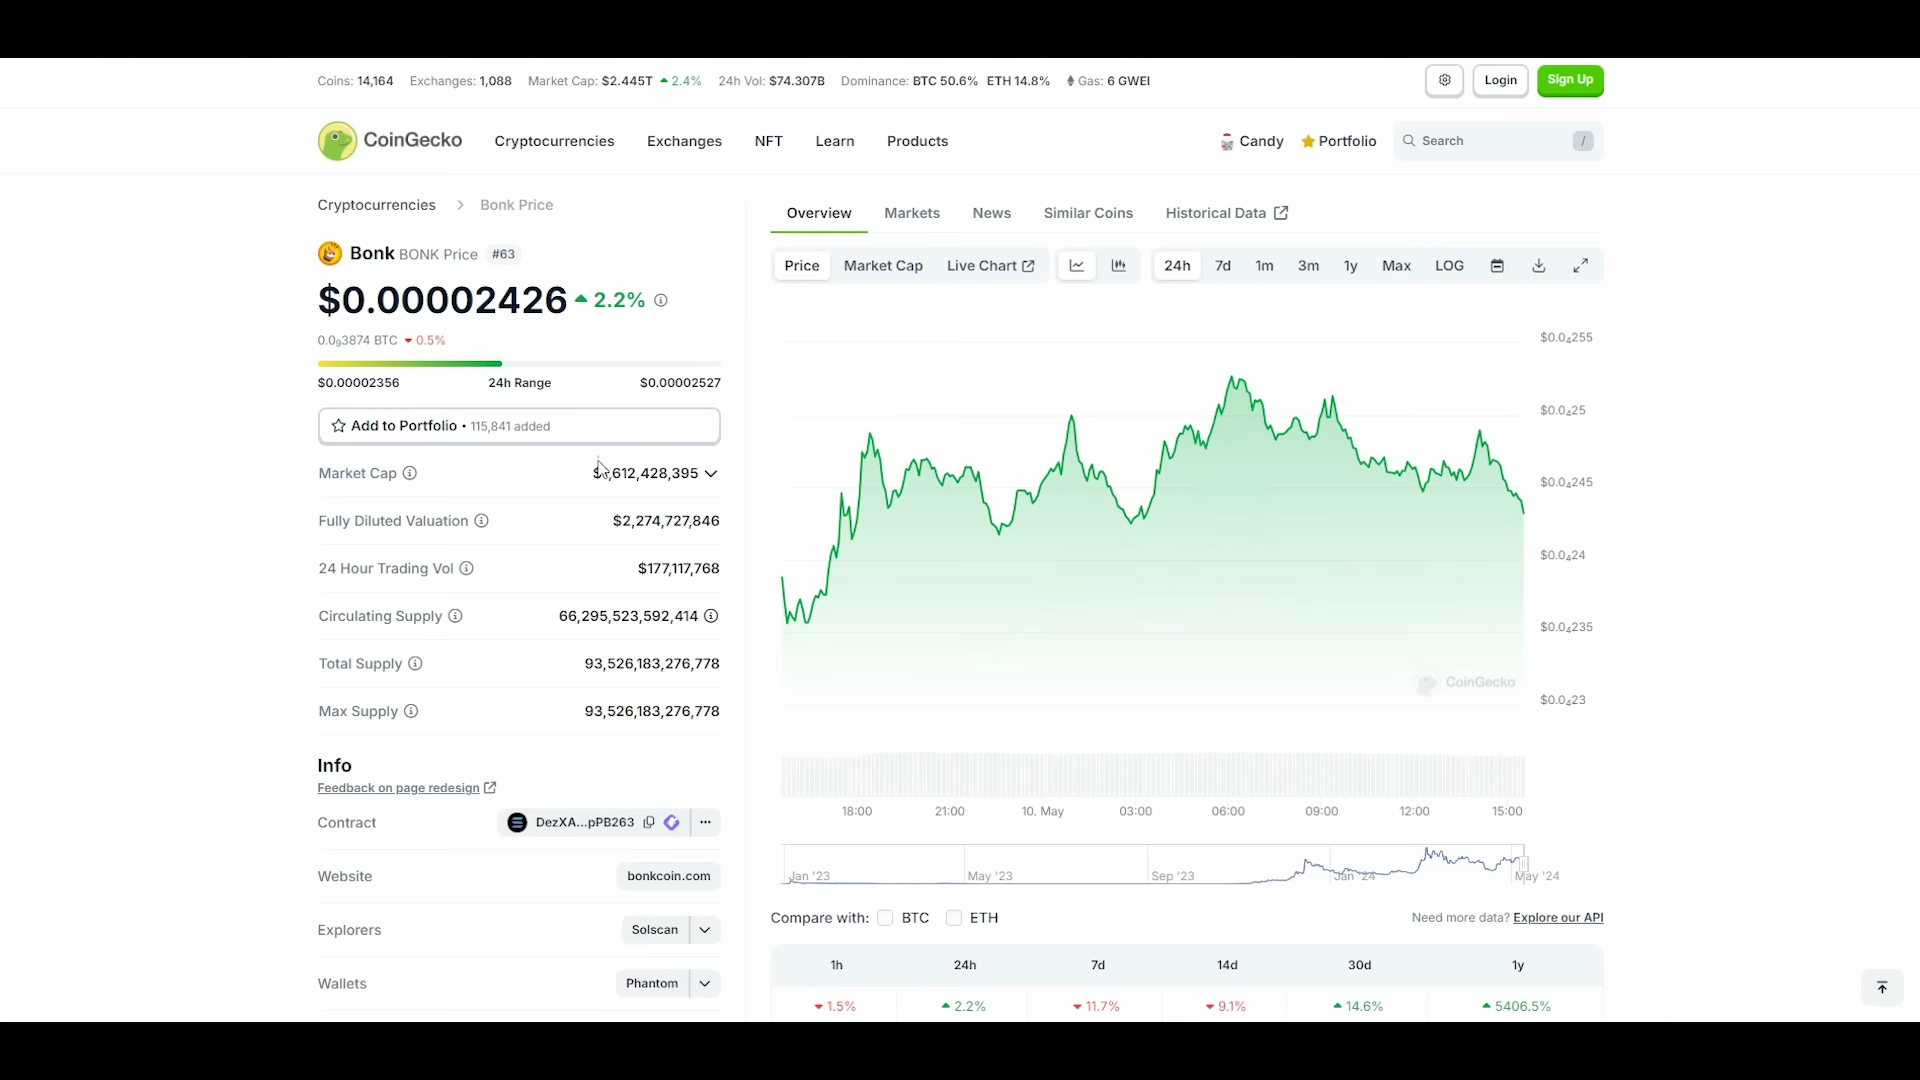 Coins: 14,164 Exchanges: 1,088 Market Cap: $2.445T 2.4% 24h Vol: $74.307B Dominance: BTC 50.6% ETH 14.8% Gas: 6 GWEI
Login
Sign Up
CoinGecko
Cryptocurrencies Exchanges NFT Learn Products
Candy Portfolio
Search /
Cryptocurrencies > Bonk Price
Bonk BONK Price #63
$0.00002426 2.2%
0.0₉3874 BTC 0.5%
$0.00002356 24h Range $0.00002527
Add to Portfolio • 115,841 added
Market Cap ,612,428,395
Fully Diluted Valuation $2,274,727,846
24 Hour Trading Vol $177,117,768
Circulating Supply 66,295,523,592,414
Total Supply 93,526,183,276,778
Max Supply 93,526,183,276,778
Info
Feedback on page redesign
Contract DezXA...pPB263
Website bonkcoin.com
Explorers Solscan
Wallets Phantom
Overview Markets News Similar Coins Historical Data
Price Market Cap Live Chart 24h 7d 1m 3m 1y Max LOG
$0.0₄255
$0.0₄25
$0.0₄245
$0.0₄24
$0.0₄235
$0.0₄23
CoinGecko
18:00 21:00 10. May 03:00 06:00 09:00 12:00 15:00
Jan '23 May '23 Sep '23 Jan '24 May '24
Compare with: BTC ETH
Need more data? Explore our API
1h 24h 7d 14d 30d 1y
1.5% 2.2% 11.7% 9.1% 14.6% 5406.5%